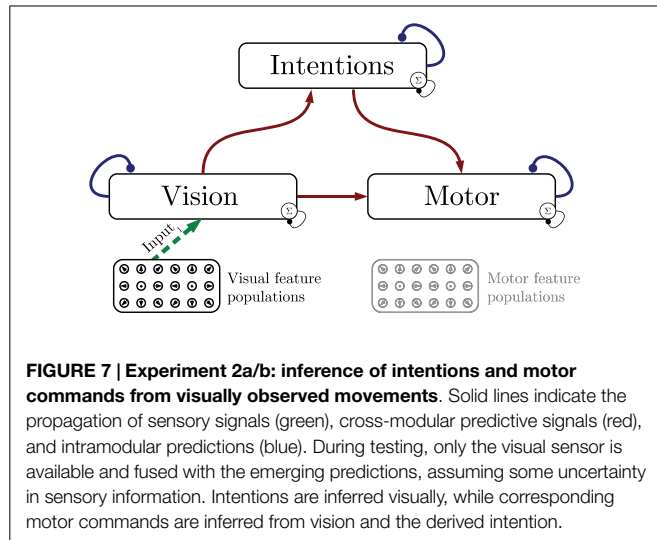 Intentions
Σ
Vision
Σ
Motor
Σ
Input
Visual feature
populations
Motor feature
populations
FIGURE 7 | Experiment 2a/b: inference of intentions and motor
commands from visually observed movements. Solid lines indicate the
propagation of sensory signals (green), cross-modular predictive signals (red),
and intramodular predictions (blue). During testing, only the visual sensor is
available and fused with the emerging predictions, assuming some uncertainty
in sensory information. Intentions are inferred visually, while corresponding
motor commands are inferred from vision and the derived intention.